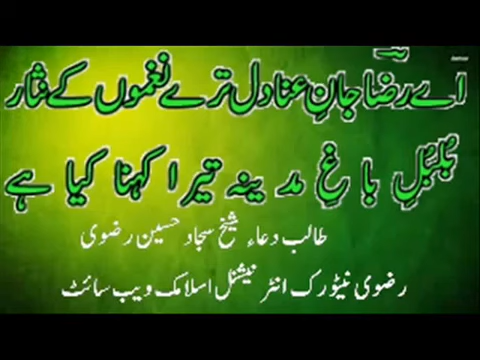 اے رضاؔ جانِ عنادل ترے نغموں کے نثار
بُلبُلِ باغِ مدینہ تیرا کہنا کیا ہے
طالب دعاء شیخ سجاد حسین رضوی
رضوی نیٹورک انٹرنیشنل اسلامک ویب سائٹ